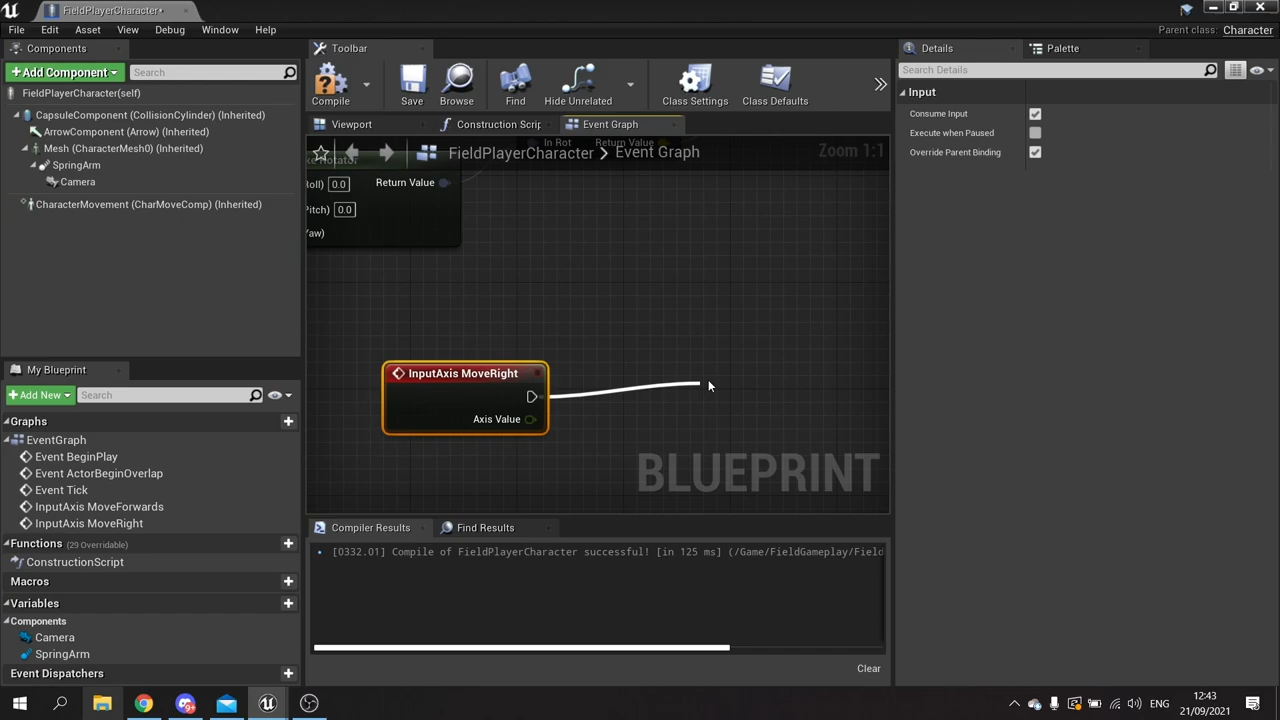 FieldPlayerCharacter*
File Edit Asset View Debug Window Help
Parent class: Character
Components
Toolbar
Details
Palette
+ Add Component
Search
Search Details
FieldPlayerCharacter(self)
Compile
Save
Browse
Find
Hide Unrelated
Class Settings
Class Defaults
Input
CapsuleComponent (CollisionCylinder) (Inherited)
Consume Input
ArrowComponent (Arrow) (Inherited)
Viewport
Construction Scrip
Event Graph
Execute when Paused
Mesh (CharacterMesh0) (Inherited)
In Rot
Return Value
FieldPlayerCharacter > Event Graph
Zoom 1:1
Override Parent Binding
SpringArm
Camera
Roll) 0.0
Return Value
CharacterMovement (CharMoveComp) (Inherited)
Pitch) 0.0
InputAxis MoveRight
Axis Value
BLUEPRINT
My Blueprint
+ Add New
Search
Graphs
EventGraph
Event BeginPlay
Event ActorBeginOverlap
Event Tick
InputAxis MoveForwards
InputAxis MoveRight
Functions (29 Overridable)
ConstructionScript
Macros
Variables
Components
Camera
SpringArm
Event Dispatchers
Compiler Results
Find Results
[0332.01] Compile of FieldPlayerCharacter successful! [in 125 ms] (/Game/FieldGameplay/Field
Clear
ENG
12:43
21/09/2021